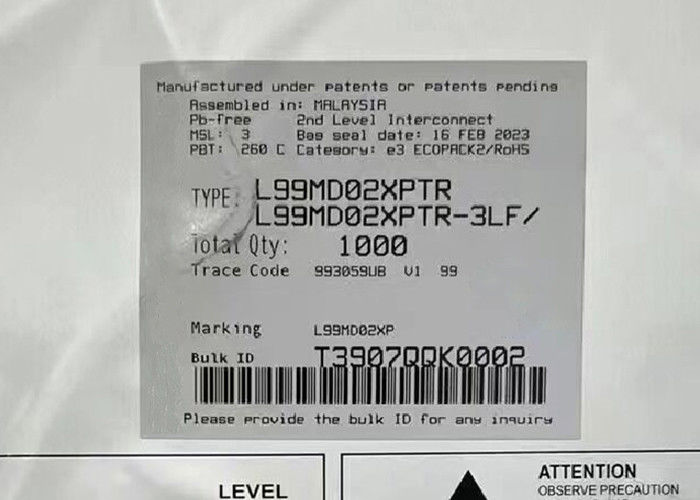 Manufactured under patents or patents pending
Assembled in: MALAYSIA
Pb-free 2nd Level Interconnect
MSL: 3 Bag seal date: 16 FEB 2023
PBT: 260 C Category: e3 ECOPACK2/RoHS
TYPE: L99MD02XPTR
L99MD02XPTR-3LF/
Total Qty: 1000
Trace Code 993059UB V1 99
Marking L99MD02XP
Bulk ID T3907QQK0002
Please provide the bulk ID for any inquiry
LEVEL
ATTENTION
OBSERVE PRECAUTION